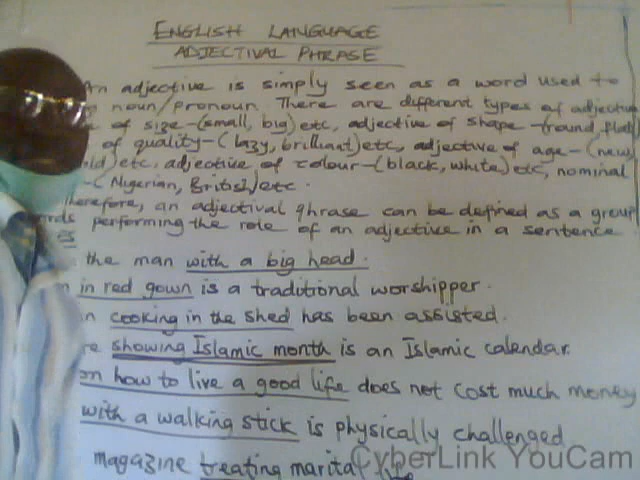 ENGLISH LANGUAGE
ADJECTIVAL PHRASE
An adjective is simply seen as a word used to
noun/pronoun. There are different types of adjective
of size-(small, big)etc, adjective of shape-(round, flat)
of quality-(lazy, brilliant)etc, adjective of age-(new,
old)etc, adjective of colour-(black, white)etc, nominal
-(Nigerian, British)etc.
Therefore, an adjectival phrase can be defined as a group
words performing the role of an adjective in a sentence
the man with a big head.
in red gown is a traditional worshipper.
cooking in the shed has been assisted.
showing Islamic month is an Islamic calendar.
on how to live a good life does not cost much money
with a walking stick is physically challenged
magazine treating marital life
CyberLink YouCam